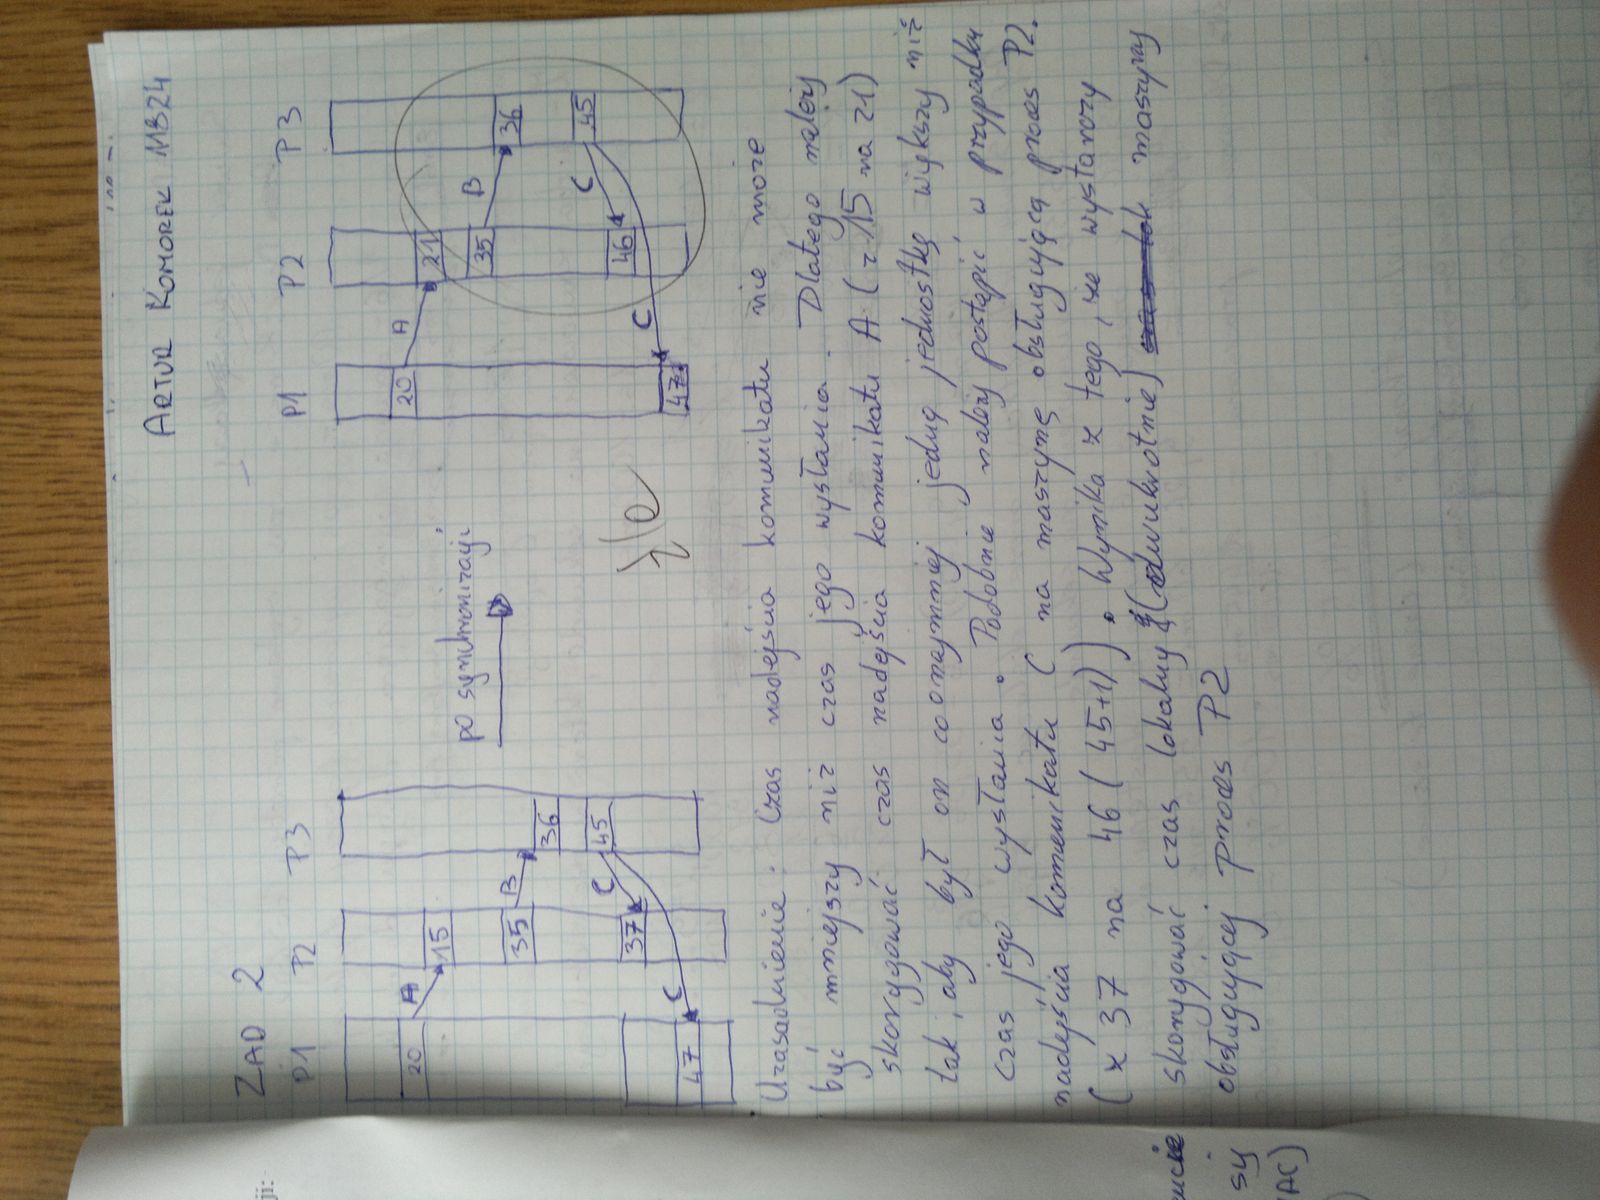 ji:
ARTUR KOMOREK 11824
ZAD 2
P1 P2 P3
P1 P2 P3
20 A
15
35 B
36
C 45
37
C
47
po synchronizacji
20 A
21
35 B
36
C 45
46
C
47
źle
Uzasadnienie: Czas nadejścia komunikatu nie może
być mniejszy niż czas jego wysłania. Dlatego należy
skorygować czas nadejścia komunikatu A (z 15 na 21)
tak, aby był on coonajmniej jedną jednostkę większy niż
czas jego wysłania. Podobnie należy postąpić w przypadku
nadejścia komunikatu C na maszynę obsługującą proces P2.
(z 37 na 46 (45+1)). Wynika z tego, że wystarczy
skorygować czas lokalny (dwukrotnie) maszyny
obsługującej proces P2
ucie
sy
AC)